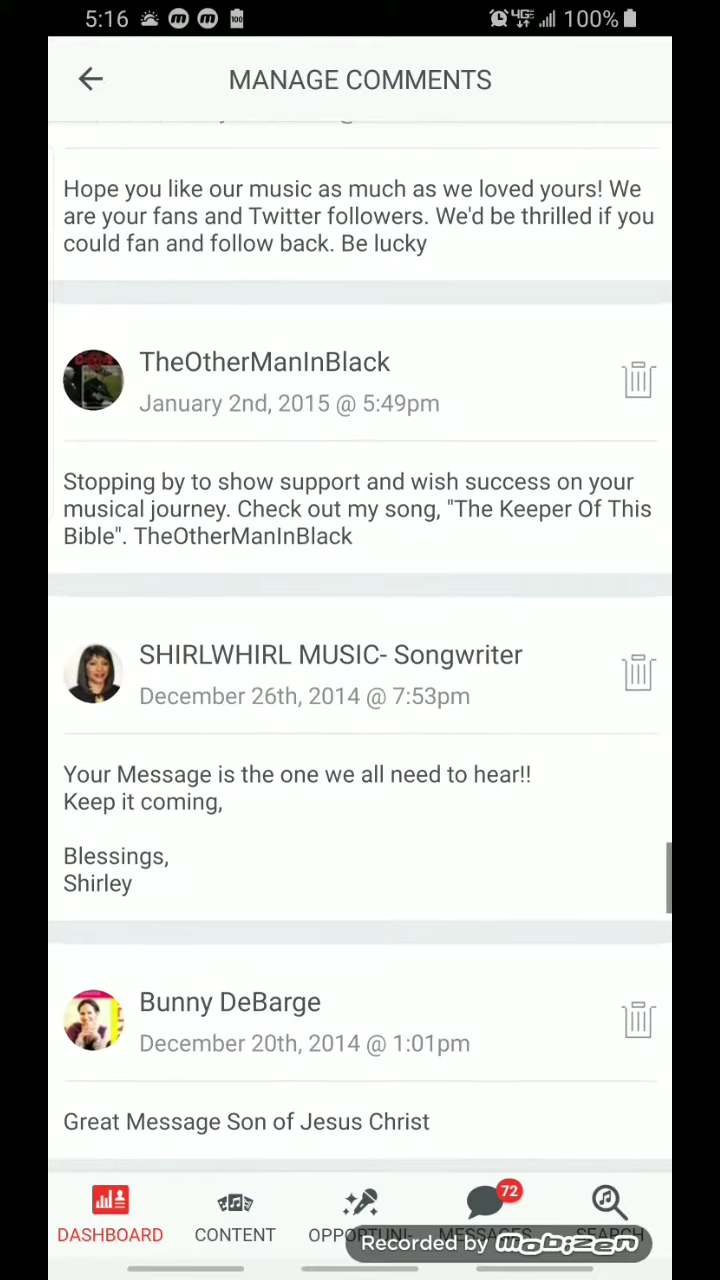 5:16
100
4GE
100%
MANAGE COMMENTS
Hope you like our music as much as we loved yours! We
are your fans and Twitter followers. We'd be thrilled if you
could fan and follow back. Be lucky
TheOtherManInBlack
January 2nd, 2015 @ 5:49pm
Stopping by to show support and wish success on your
musical journey. Check out my song, "The Keeper Of This
Bible". TheOtherManInBlack
SHIRLWHIRL MUSIC- Songwriter
December 26th, 2014 @ 7:53pm
Your Message is the one we all need to hear!!
Keep it coming,
Blessings,
Shirley
Bunny DeBarge
December 20th, 2014 @ 1:01pm
Great Message Son of Jesus Christ
72
DASHBOARD CONTENT OPPORTUNI- MESSAGES SEARCH
Recorded by mobizen